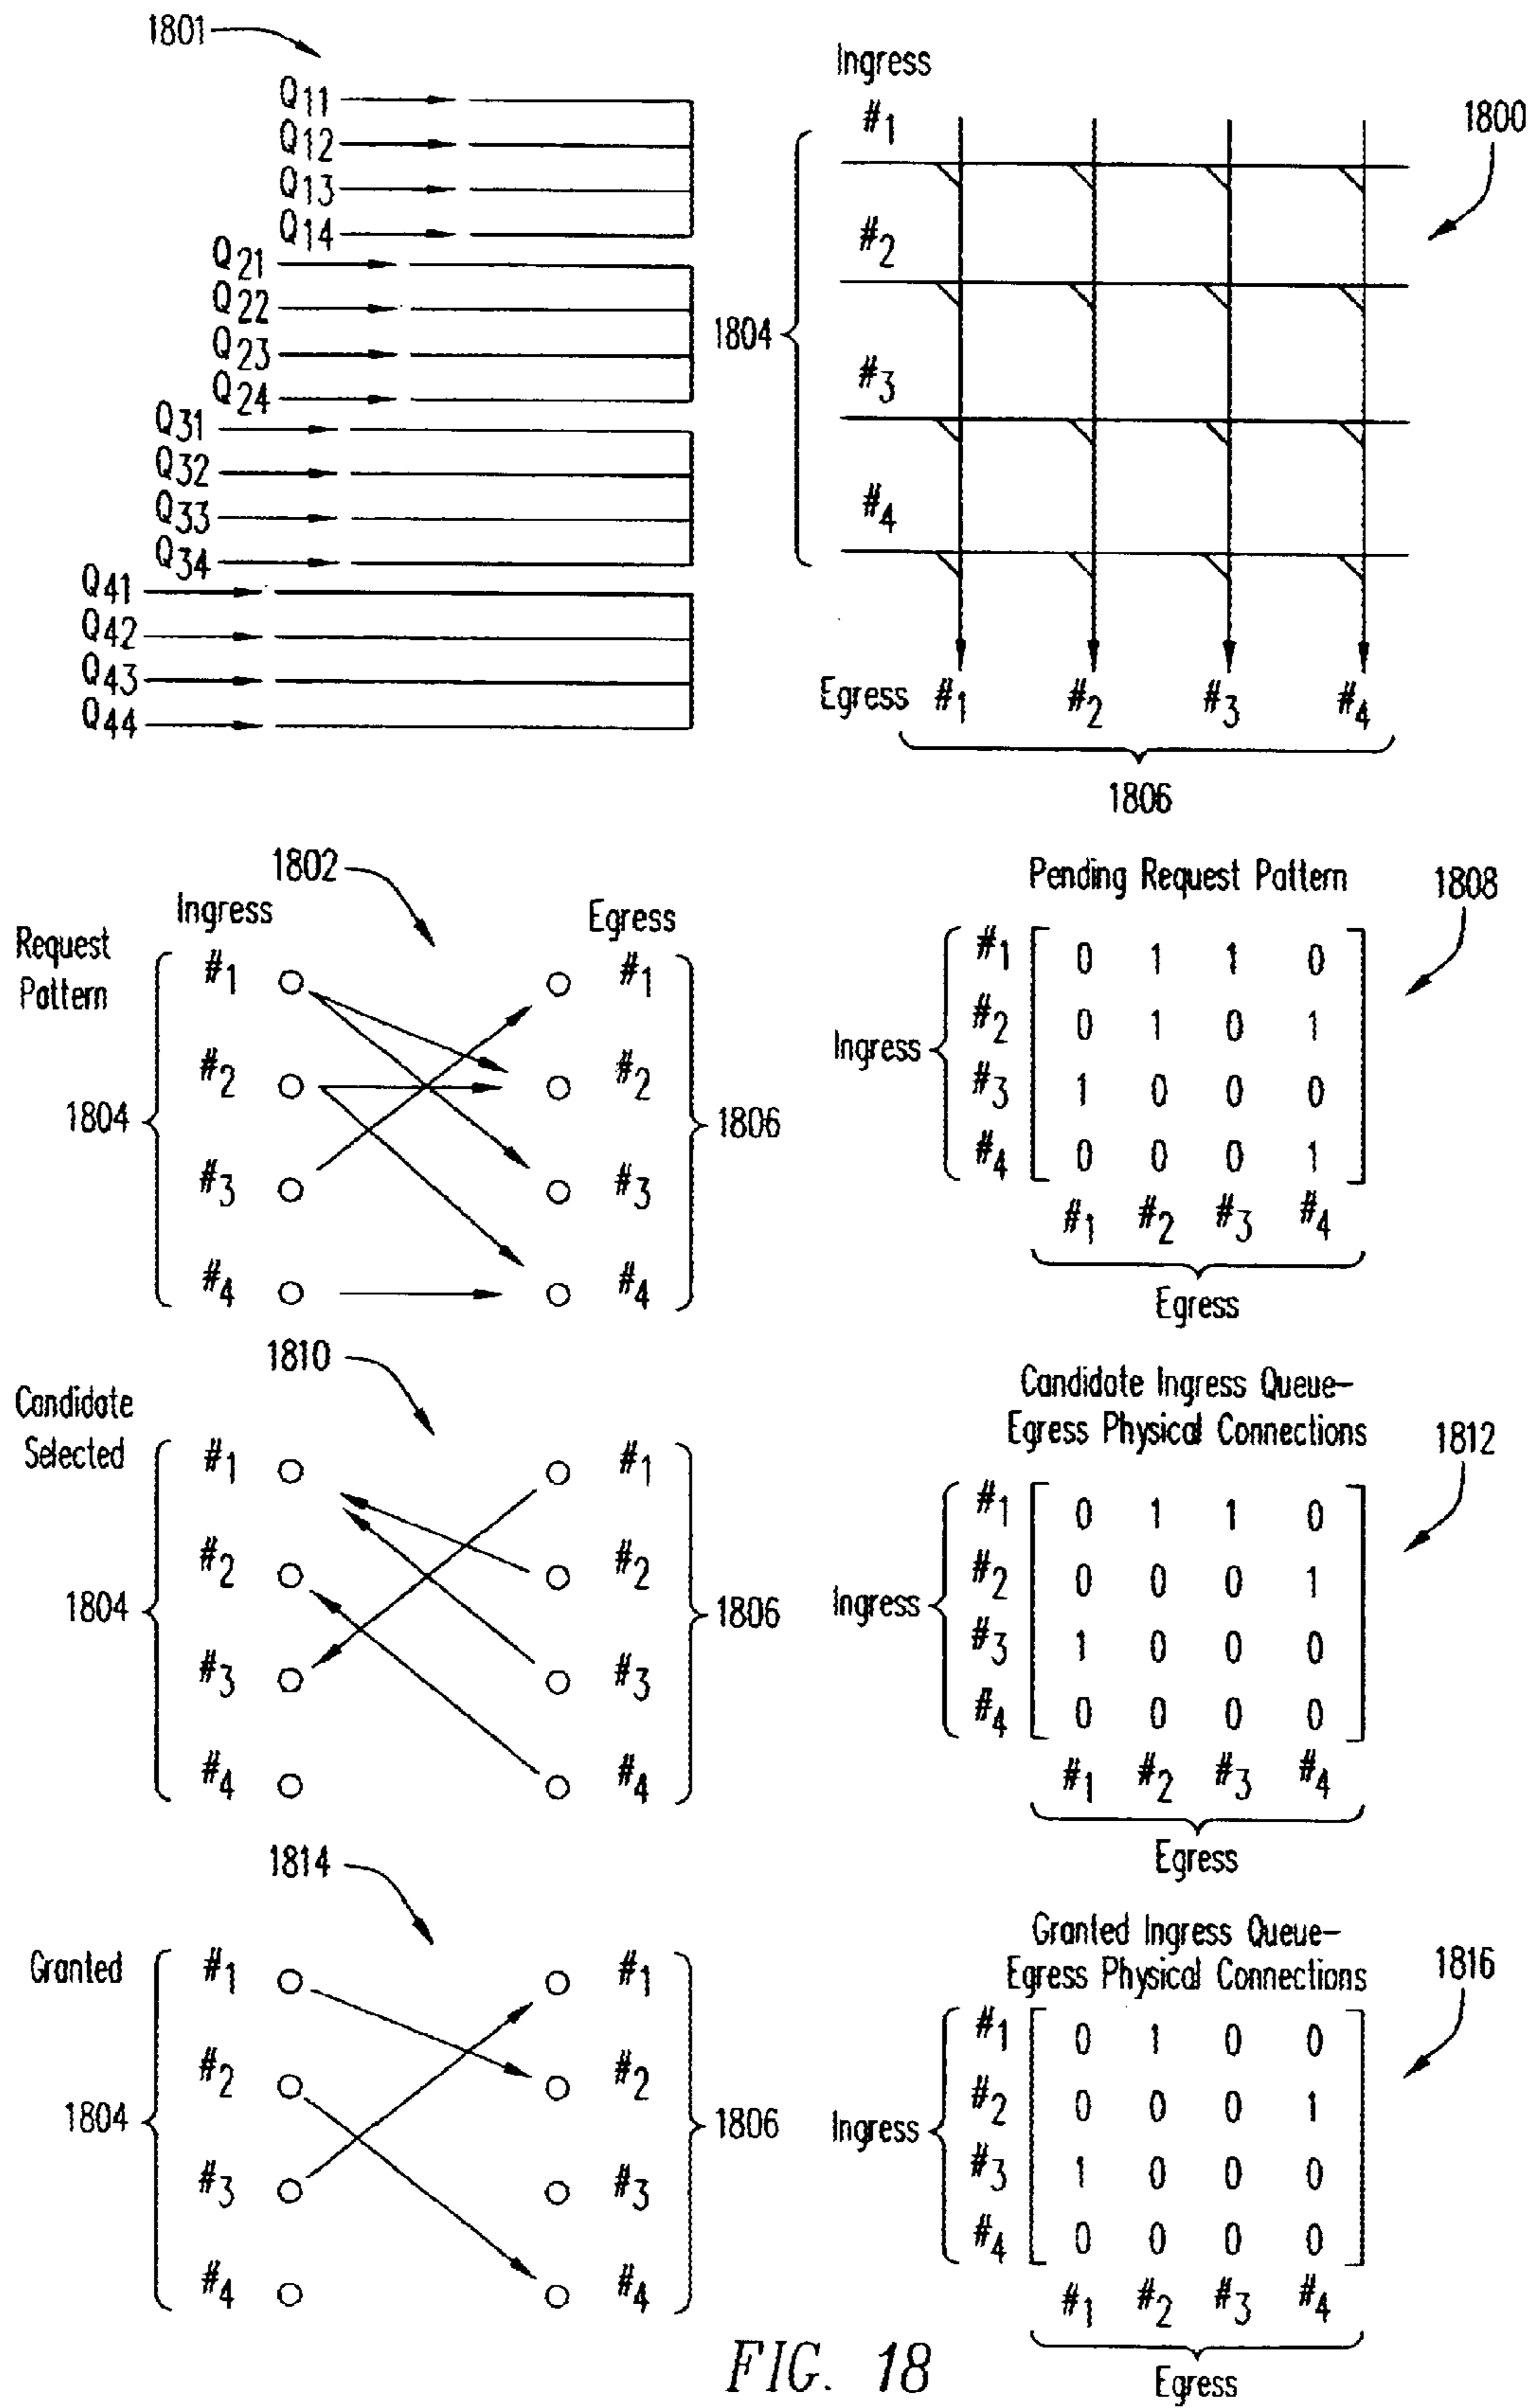 1801
Q11
Q12
Q13
Q14
Q21
Q22
Q23
Q24
Q31
Q32
Q33
Q34
Q41
Q42
Q43
Q44
Ingress
#1
#2
#3
#4
1804
1800
Egress #1 #2 #3 #4
1806
1802
Request
Pattern
Ingress
Egress
#1 #1
#2 #2
1804 1806
#3 #3
#4 #4
Pending Request Pattern
1808
#1 0 1 1 0
#2 0 1 0 1
Ingress
#3 1 0 0 0
#4 0 0 0 1
#1 #2 #3 #4
Egress
1810
Candidate
Selected
#1 #1
#2 #2
1804 1806
#3 #3
#4 #4
Candidate Ingress Queue-
Egress Physical Connections
1812
#1 0 1 1 0
#2 0 0 0 1
Ingress
#3 1 0 0 0
#4 0 0 0 0
#1 #2 #3 #4
Egress
1814
Granted
#1 #1
#2 #2
1804 1806
#3 #3
#4 #4
Granted Ingress Queue-
Egress Physical Connections
1816
#1 0 1 0 0
#2 0 0 0 1
Ingress
#3 1 0 0 0
#4 0 0 0 0
#1 #2 #3 #4
Egress
FIG. 18